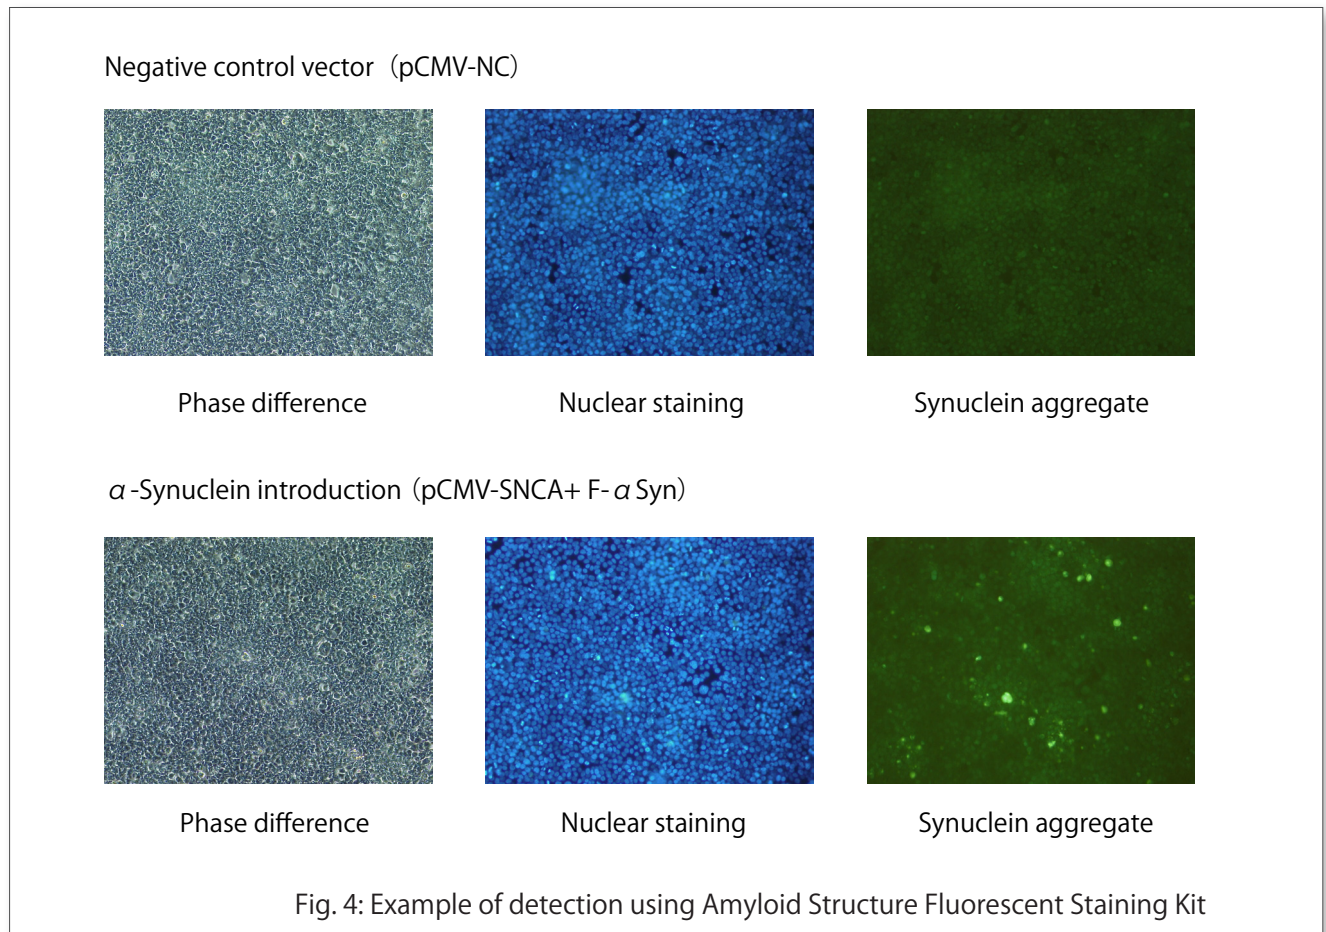 Negative control vector（pCMV-NC）
Phase difference
Nuclear staining
Synuclein aggregate
α-Synuclein introduction（pCMV-SNCA+ F-αSyn）
Phase difference
Nuclear staining
Synuclein aggregate
Fig. 4: Example of detection using Amyloid Structure Fluorescent Staining Kit